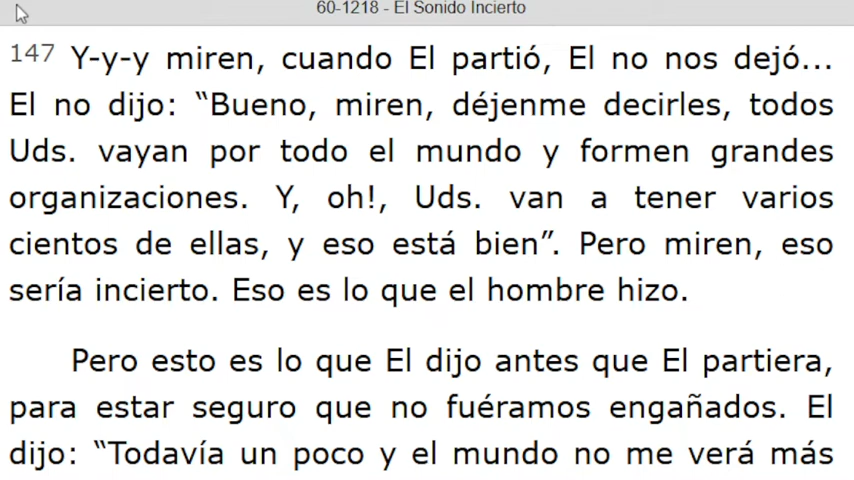 60-1218 - El Sonido Incierto
147 Y-y-y miren, cuando El partió, El no nos dejó...
El no dijo: “Bueno, miren, déjenme decirles, todos
Uds. vayan por todo el mundo y formen grandes
organizaciones. Y, oh!, Uds. van a tener varios
cientos de ellas, y eso está bien”. Pero miren, eso
sería incierto. Eso es lo que el hombre hizo.
Pero esto es lo que El dijo antes que El partiera,
para estar seguro que no fuéramos engañados. El
dijo: “Todavía un poco y el mundo no me verá más